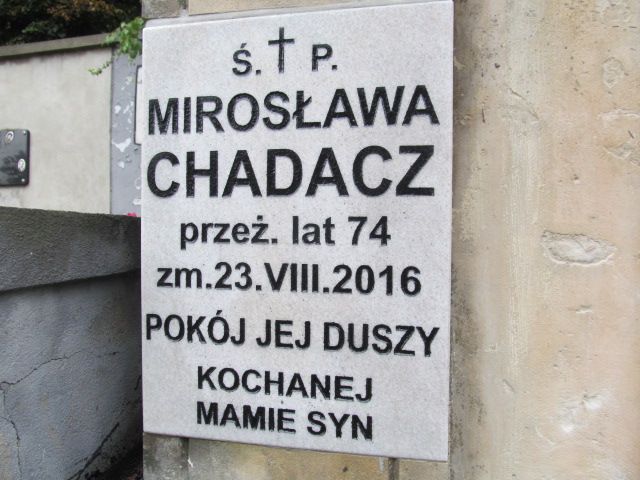 Ś. † P.
MIROSŁAWA
CHADACZ
przeż. lat 74
zm.23.VIII.2016
POKÓJ JEJ DUSZY
KOCHANEJ
MAMIE SYN